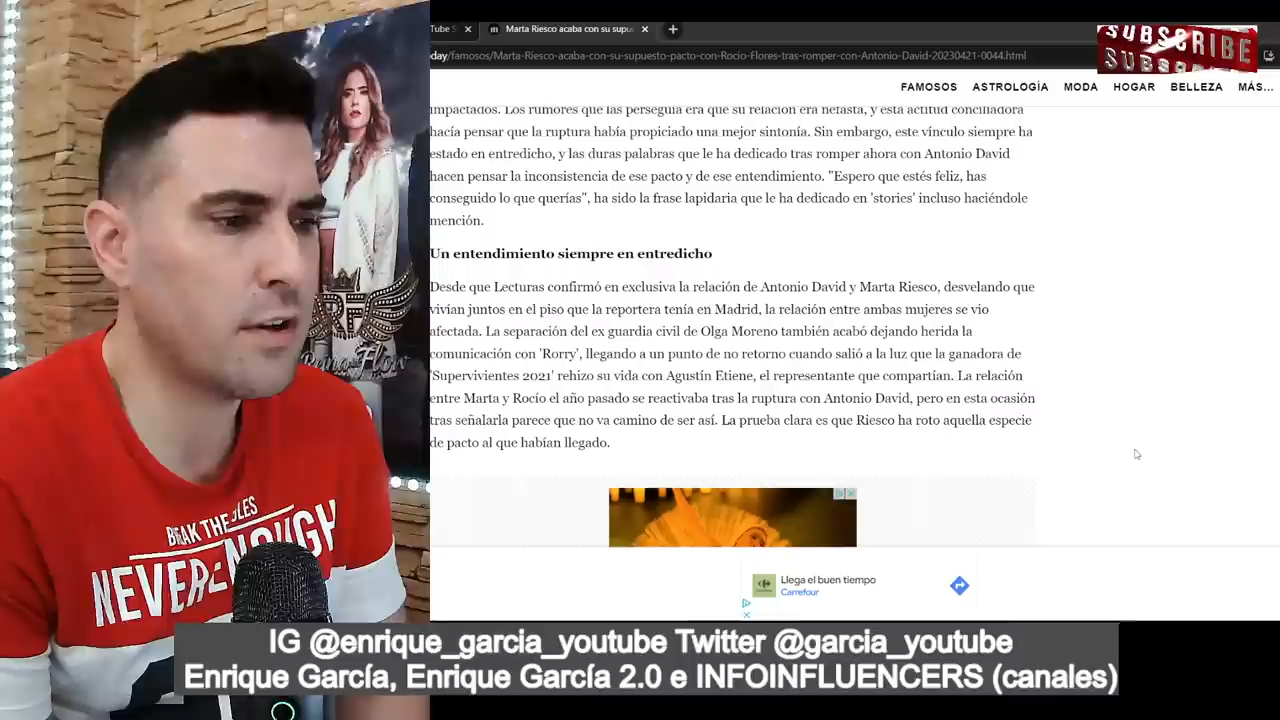 Tube S
Marta Riesco acaba con su supu
SUBSCRIBE
day/famosos/Marta-Riesco-acaba-con-su-supuesto-pacto-con-Rocio-Flores-tras-romper-con-Antonio-David-20230421-0044.html
FAMOSOS ASTROLOGÍA MODA HOGAR BELLEZA MÁS...
impactados. Los rumores que las perseguía era que su relación era nefasta, y esta actitud conciliadora
hacía pensar que la ruptura había propiciado una mejor sintonía. Sin embargo, este vínculo siempre ha
estado en entredicho, y las duras palabras que le ha dedicado tras romper ahora con Antonio David
hacen pensar la inconsistencia de ese pacto y de ese entendimiento. "Espero que estés feliz, has
conseguido lo que querías", ha sido la frase lapidaria que le ha dedicado en 'stories' incluso haciéndole
mención.
Un entendimiento siempre en entredicho
Desde que Lecturas confirmó en exclusiva la relación de Antonio David y Marta Riesco, desvelando que
vivían juntos en el piso que la reportera tenía en Madrid, la relación entre ambas mujeres se vio
afectada. La separación del ex guardia civil de Olga Moreno también acabó dejando herida la
comunicación con 'Rorry', llegando a un punto de no retorno cuando salió a la luz que la ganadora de
'Supervivientes 2021' rehizo su vida con Agustín Etiene, el representante que compartían. La relación
entre Marta y Rocío el año pasado se reactivaba tras la ruptura con Antonio David, pero en esta ocasión
tras señalarla parece que no va camino de ser así. La prueba clara es que Riesco ha roto aquella especie
de pacto al que habían llegado.
Llega el buen tiempo
Carrefour
RF
Flow
BREAK THE RULES
NEVER ENOUGH
IG @enrique_garcia_youtube Twitter @garcia_youtube
Enrique García, Enrique García 2.0 e INFOINFLUENCERS (canales)